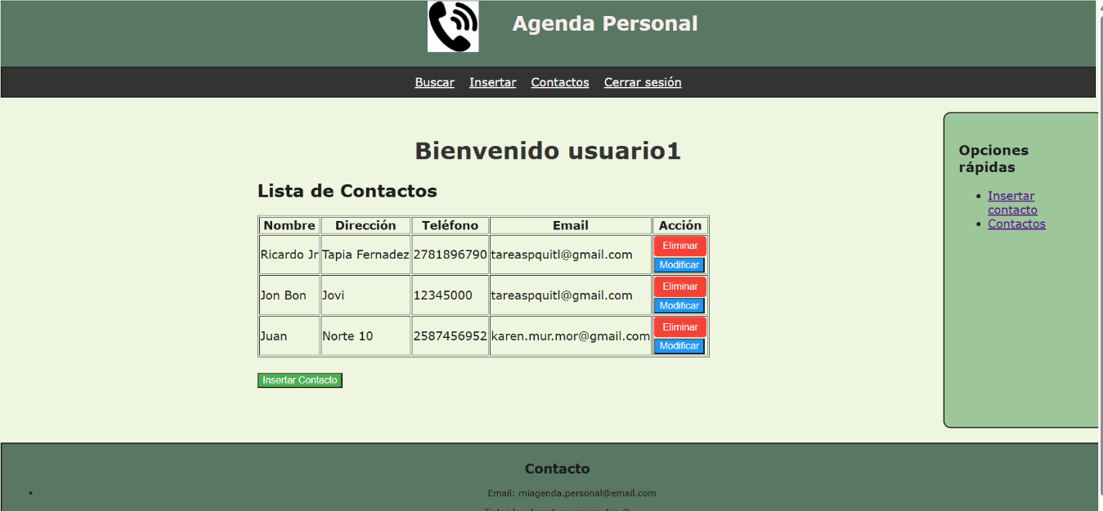 Agenda Personal
Buscar Insertar Contactos Cerrar sesión
Bienvenido usuario1
Lista de Contactos
Nombre Dirección Teléfono Email Acción
Ricardo Jr Tapia Fernadez 2781896790 tareaspquitl@gmail.com Eliminar
Modificar
Jon Bon Jovi 12345000 tareaspquitl@gmail.com Eliminar
Modificar
Juan Norte 10 2587456952 karen.mur.mor@gmail.com Eliminar
Modificar
Insertar Contacto
Opciones
rápidas
Insertar
contacto
Contactos
Contacto
Email: miagenda.personal@email.com